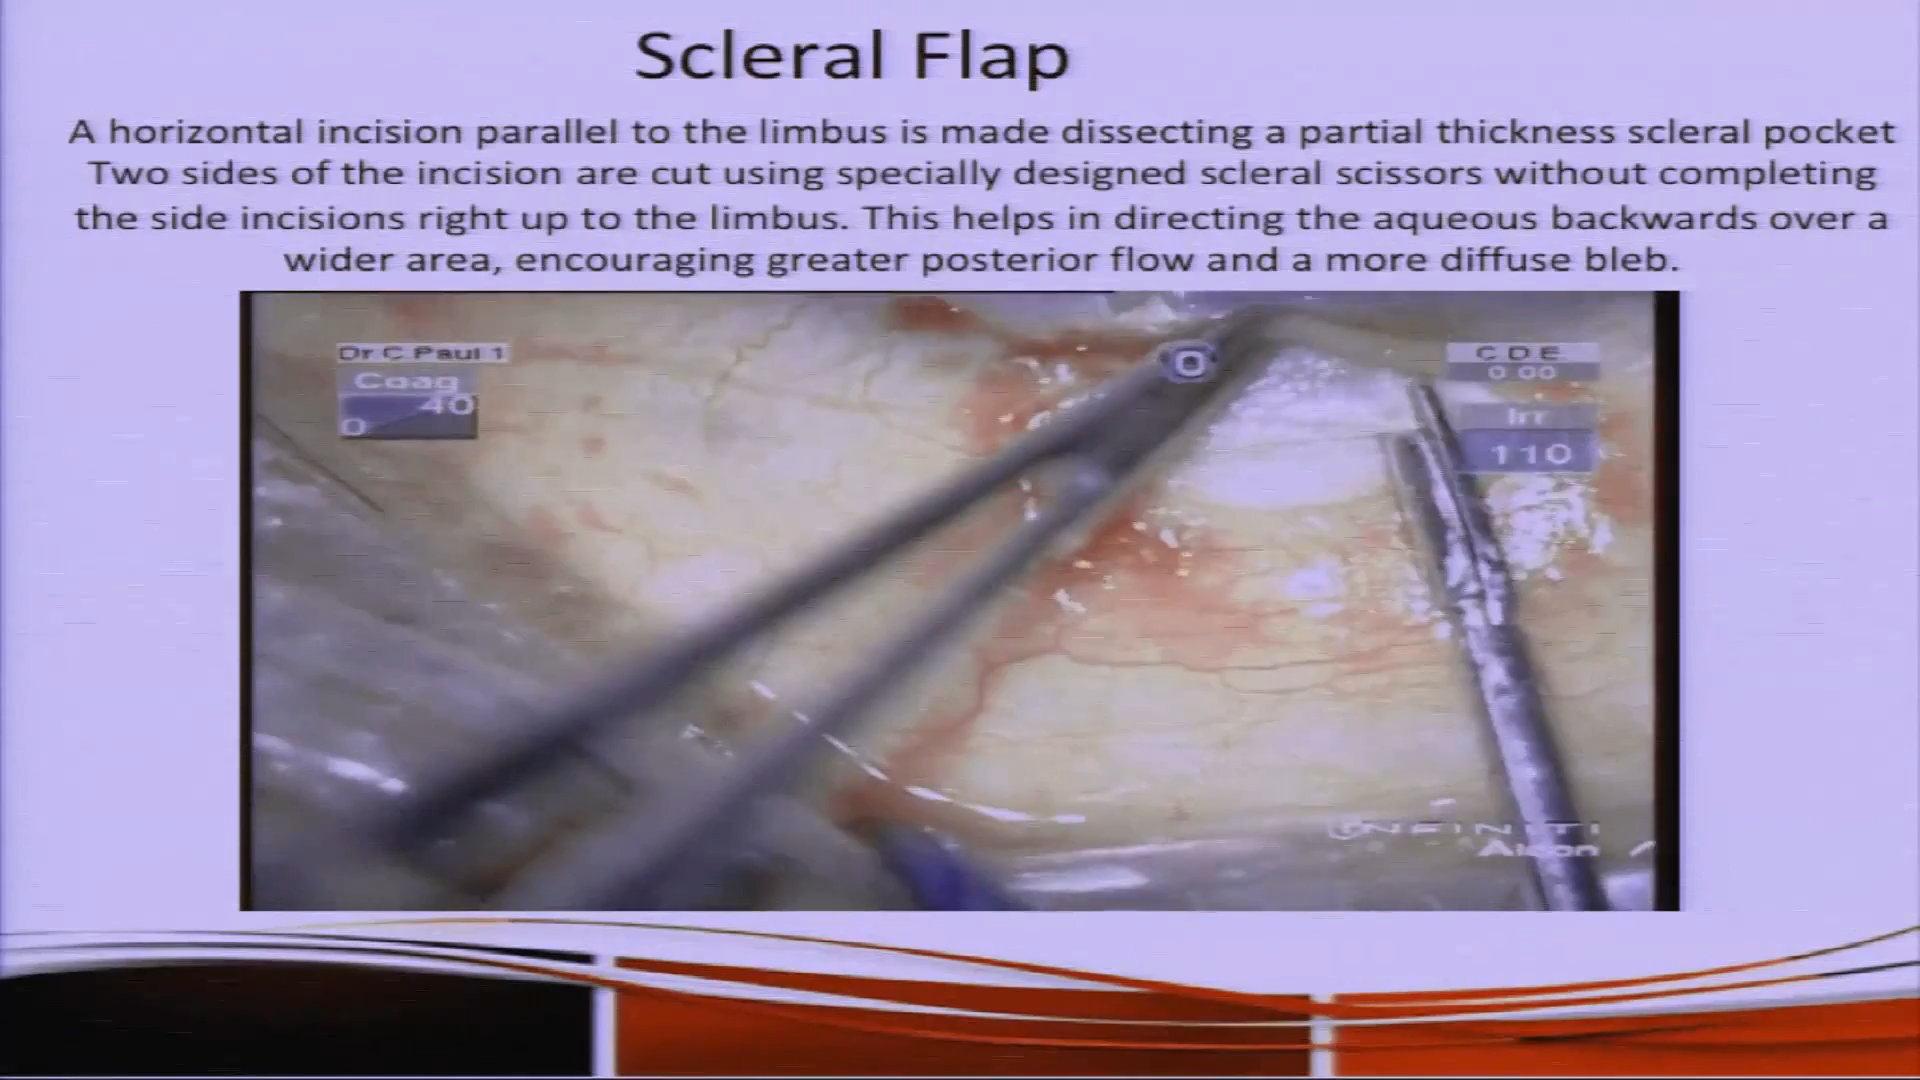 Scleral Flap
A horizontal incision parallel to the limbus is made dissecting a partial thickness scleral pocket
Two sides of the incision are cut using specially designed scleral scissors without completing
the side incisions right up to the limbus. This helps in directing the aqueous backwards over a
wider area, encouraging greater posterior flow and a more diffuse bleb.
Dr C Paul 1
Coag
40
0
0
C D E
0.00
Irr
110
INFINITI
Alcon